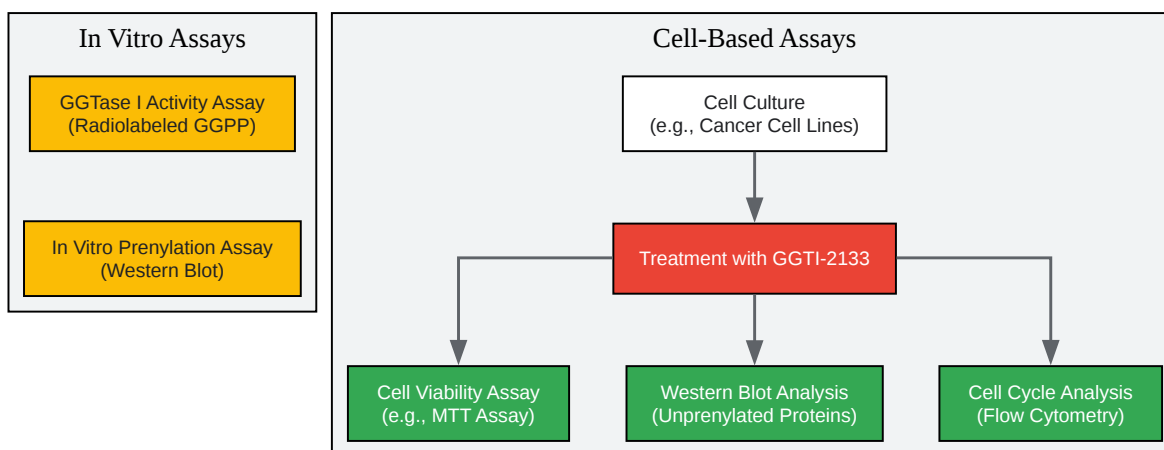 In Vitro Assays
GGTase I Activity Assay
(Radiolabeled GGPP)
In Vitro Prenylation Assay
(Western Blot)
Cell-Based Assays
Cell Culture
(e.g., Cancer Cell Lines)
Treatment with GGTI-2133
Cell Viability Assay
(e.g., MTT Assay)
Western Blot Analysis
(Unprenylated Proteins)
Cell Cycle Analysis
(Flow Cytometry)